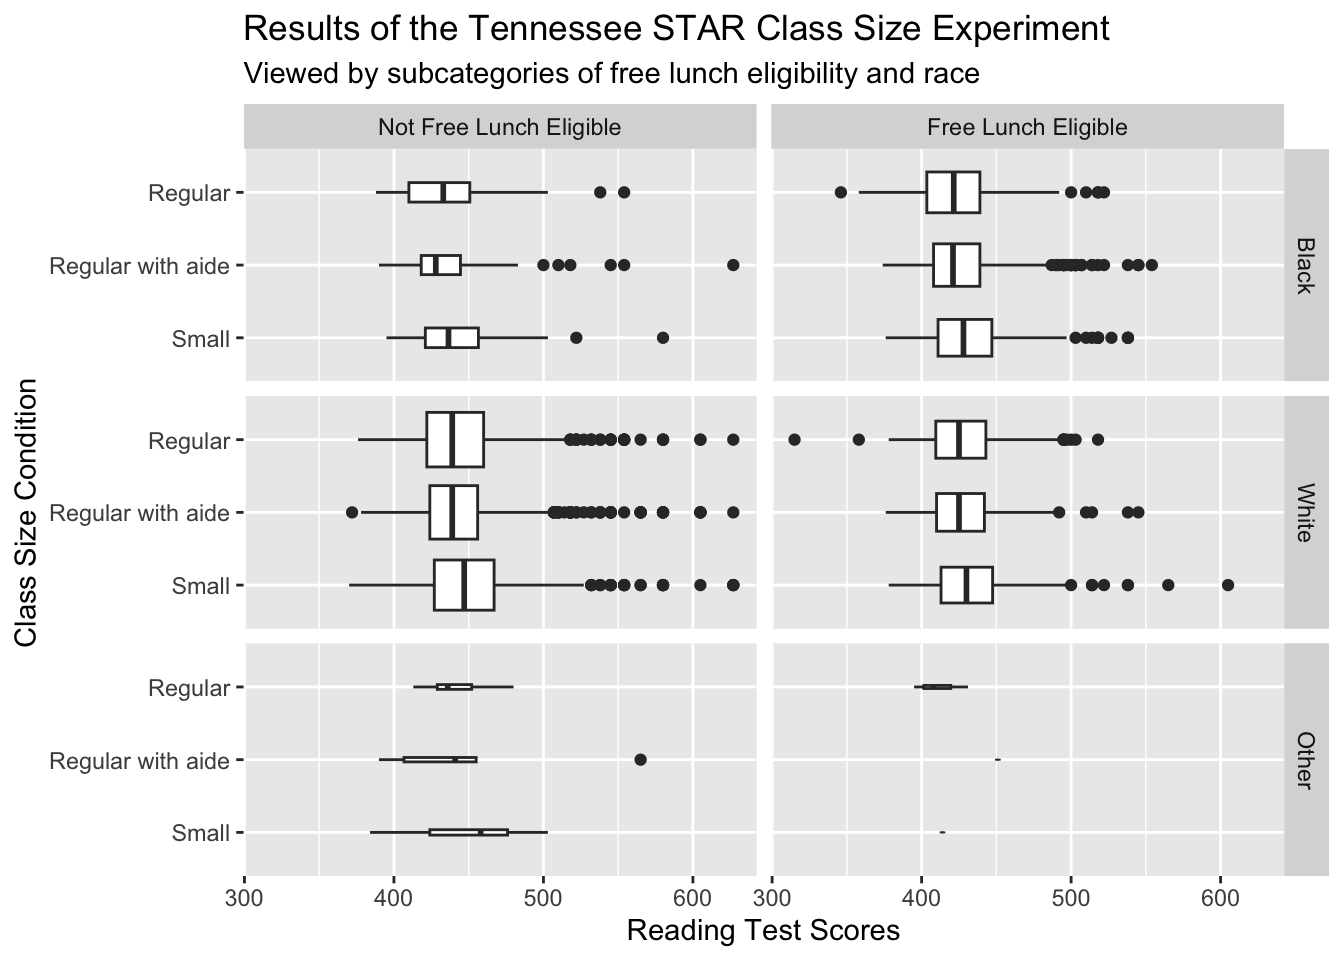 Results of the Tennessee STAR Class Size Experiment
Viewed by subcategories of free lunch eligibility and race
Not Free Lunch Eligible
Free Lunch Eligible
Class Size Condition
Regular
Regular with aide
Small
Black
Regular
Regular with aide
Small
White
Regular
Regular with aide
Small
Other
300 400 500 600
300 400 500 600
Reading Test Scores